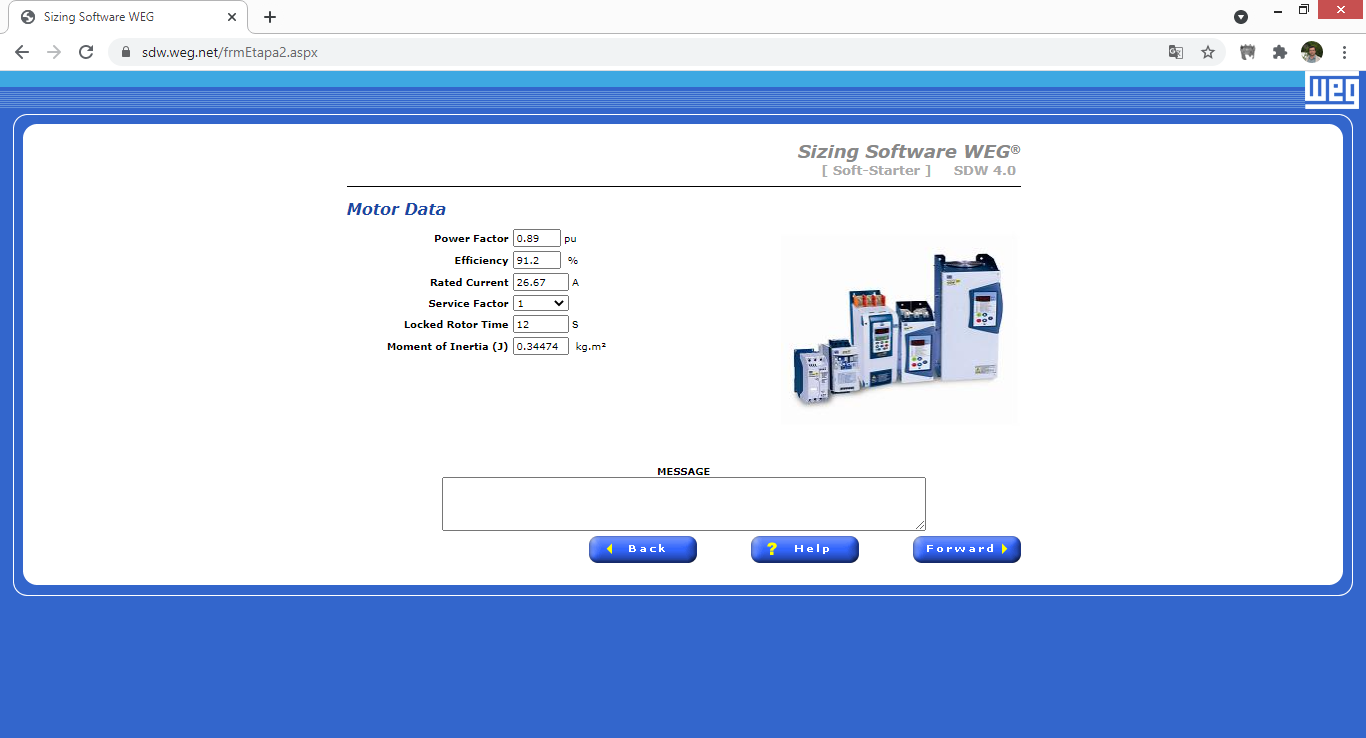 Sizing Software WEG
sdw.weg.net/frmEtapa2.aspx
weg
Sizing Software WEG®
[ Soft-Starter ] SDW 4.0
Motor Data
Power Factor 0.89 pu
Efficiency 91.2 %
Rated Current 26.67 A
Service Factor 1
Locked Rotor Time 12 S
Moment of Inertia (J) 0.34474 kg.m²
MESSAGE
Back
? Help
Forward